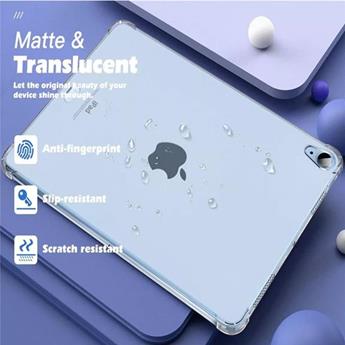 Matte &
Translucent
Let the original beauty of your
device shine through.
iPad
Anti-fingerprint
Slip-resistant
Scratch resistant